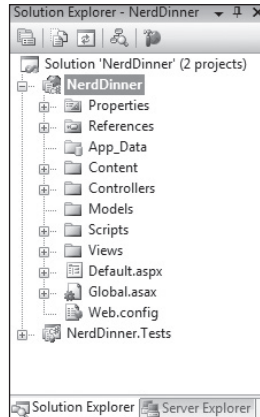 Solution Explorer - NerdDinner
Solution 'NerdDinner' (2 projects)
NerdDinner
Properties
References
App_Data
Content
Controllers
Models
Scripts
Views
Default.aspx
Global.asax
Web.config
NerdDinner.Tests
Solution Explorer Server Explorer